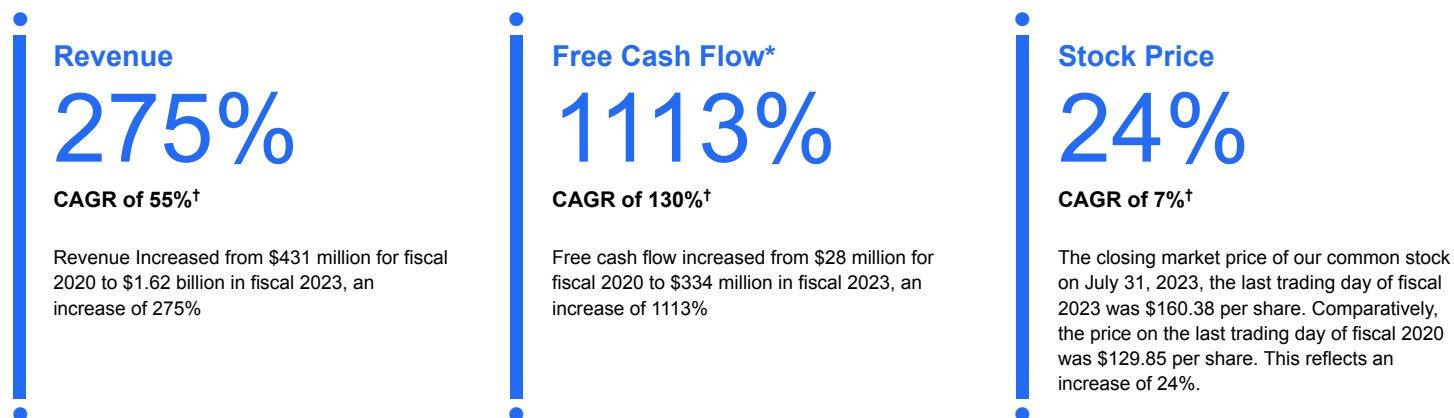 Revenue
275%
CAGR of 55%†
Revenue Increased from $431 million for fiscal
2020 to $1.62 billion in fiscal 2023, an
increase of 275%
Free Cash Flow*
1113%
CAGR of 130%†
Free cash flow increased from $28 million for
fiscal 2020 to $334 million in fiscal 2023, an
increase of 1113%
Stock Price
24%
CAGR of 7%†
The closing market price of our common stock
on July 31, 2023, the last trading day of fiscal
2023 was $160.38 per share. Comparatively,
the price on the last trading day of fiscal 2020
was $129.85 per share. This reflects an
increase of 24%.